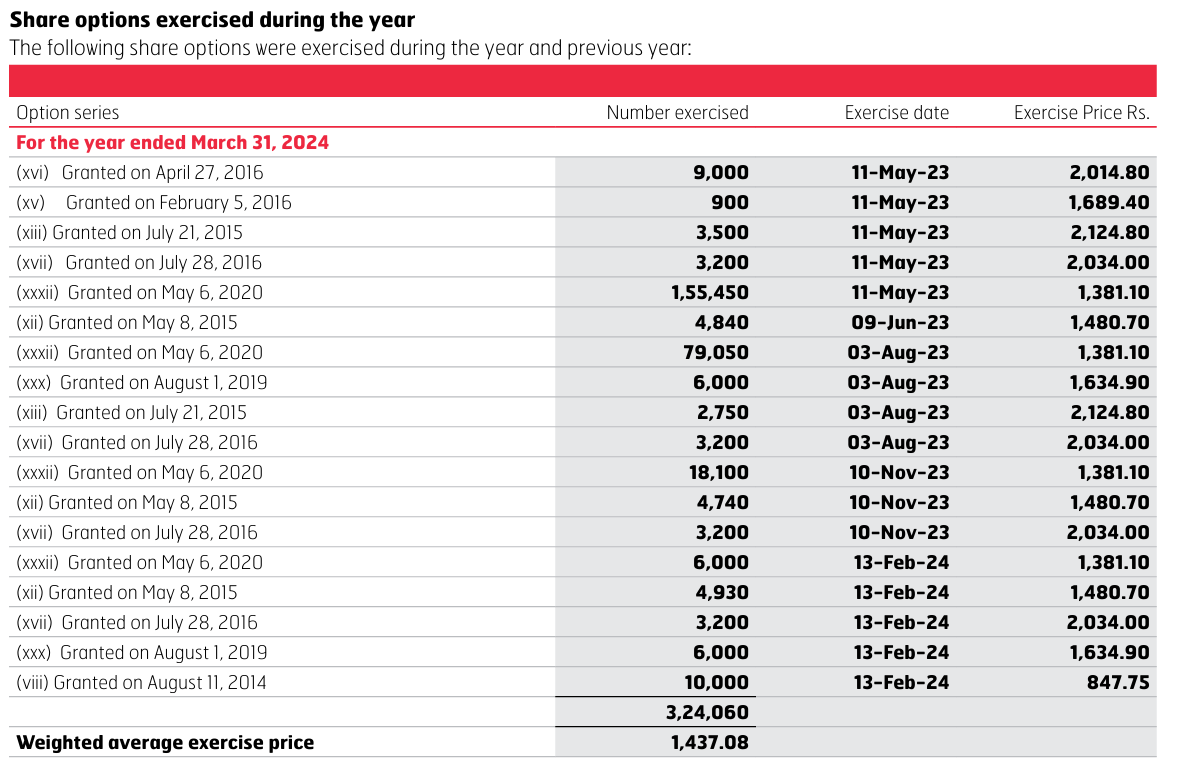 Share options exercised during the year
The following share options were exercised during the year and previous year:
Option series Number exercised Exercise date Exercise Price Rs.
For the year ended March 31, 2024
(xvi) Granted on April 27, 2016 9,000 11-May-23 2,014.80
(xv) Granted on February 5, 2016 900 11-May-23 1,689.40
(xiii) Granted on July 21, 2015 3,500 11-May-23 2,124.80
(xvii) Granted on July 28, 2016 3,200 11-May-23 2,034.00
(xxxii) Granted on May 6, 2020 1,55,450 11-May-23 1,381.10
(xii) Granted on May 8, 2015 4,840 09-Jun-23 1,480.70
(xxxii) Granted on May 6, 2020 79,050 03-Aug-23 1,381.10
(xxx) Granted on August 1, 2019 6,000 03-Aug-23 1,634.90
(xiii) Granted on July 21, 2015 2,750 03-Aug-23 2,124.80
(xvii) Granted on July 28, 2016 3,200 03-Aug-23 2,034.00
(xxxii) Granted on May 6, 2020 18,100 10-Nov-23 1,381.10
(xii) Granted on May 8, 2015 4,740 10-Nov-23 1,480.70
(xvii) Granted on July 28, 2016 3,200 10-Nov-23 2,034.00
(xxxii) Granted on May 6, 2020 6,000 13-Feb-24 1,381.10
(xii) Granted on May 8, 2015 4,930 13-Feb-24 1,480.70
(xvii) Granted on July 28, 2016 3,200 13-Feb-24 2,034.00
(xxx) Granted on August 1, 2019 6,000 13-Feb-24 1,634.90
(viii) Granted on August 11, 2014 10,000 13-Feb-24 847.75
3,24,060
Weighted average exercise price 1,437.08